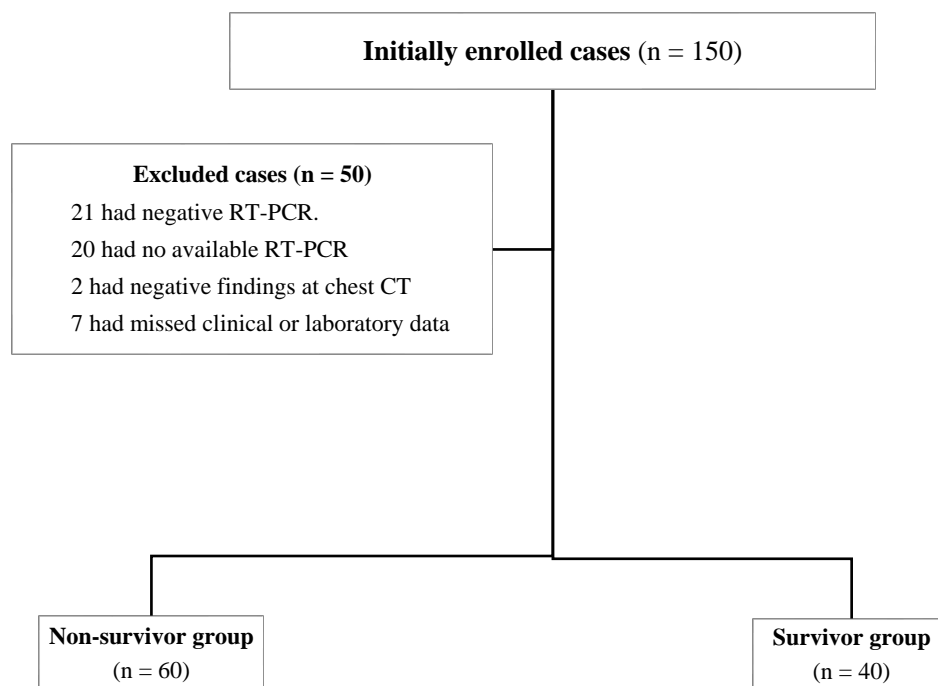 Initially enrolled cases (n = 150)
Excluded cases (n = 50)
21 had negative RT-PCR.
20 had no available RT-PCR
2 had negative findings at chest CT
7 had missed clinical or laboratory data
Non-survivor group
(n = 60)
Survivor group
(n = 40)